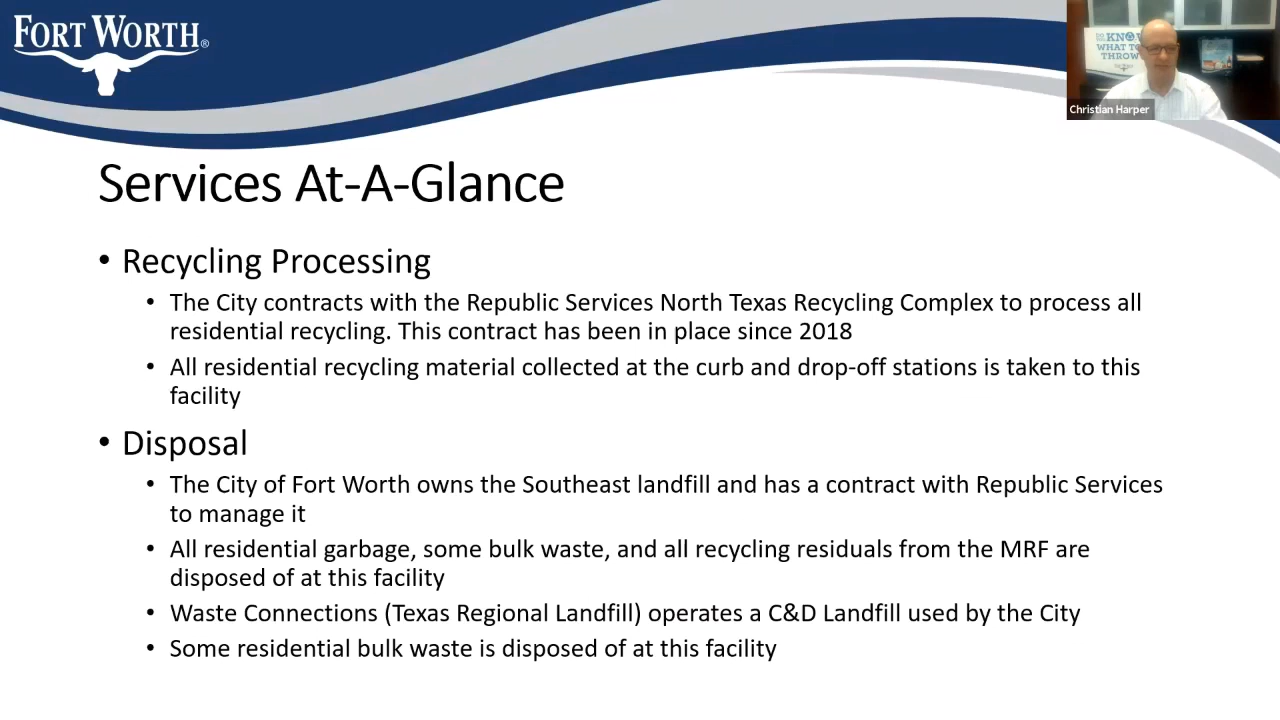 FORT WORTH®
KNOW
WHAT TO
THROW
Christian Harper
Services At-A-Glance
• Recycling Processing
• The City contracts with the Republic Services North Texas Recycling Complex to process all
residential recycling. This contract has been in place since 2018
• All residential recycling material collected at the curb and drop-off stations is taken to this
facility
• Disposal
• The City of Fort Worth owns the Southeast landfill and has a contract with Republic Services
to manage it
• All residential garbage, some bulk waste, and all recycling residuals from the MRF are
disposed of at this facility
• Waste Connections (Texas Regional Landfill) operates a C&D Landfill used by the City
• Some residential bulk waste is disposed of at this facility